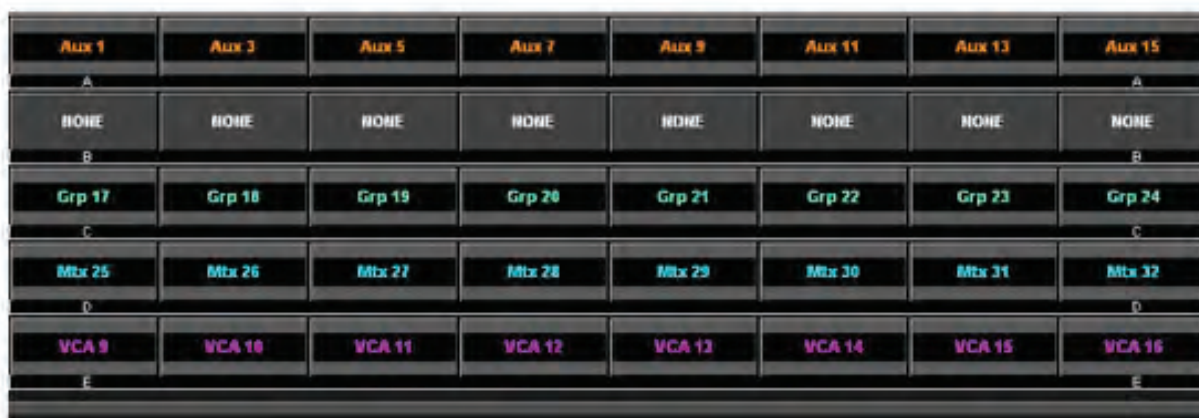 Aux 1 Aux 3 Aux 5 Aux 7 Aux 9 Aux 11 Aux 13 Aux 15
A A
NONE NONE NONE NONE NONE NONE NONE NONE
B B
Grp 17 Grp 18 Grp 19 Grp 20 Grp 21 Grp 22 Grp 23 Grp 24
C C
Mtx 25 Mtx 26 Mtx 27 Mtx 28 Mtx 29 Mtx 30 Mtx 31 Mtx 32
D D
VCA 9 VCA 10 VCA 11 VCA 12 VCA 13 VCA 14 VCA 15 VCA 16
E E